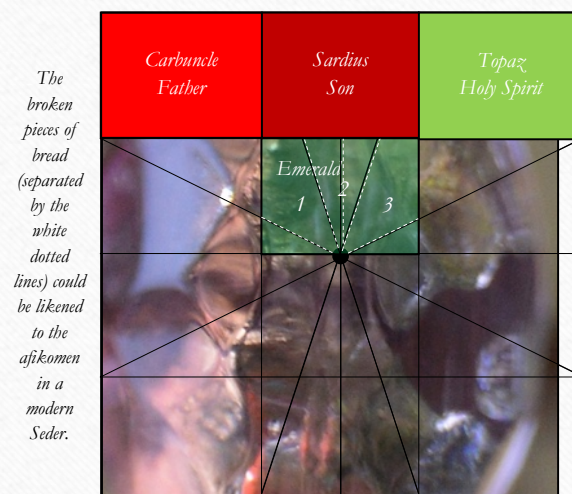 The
broken
pieces of
bread
(separated
by the
white
dotted
lines) could
be likened
to the
afikomen
in a
modern
Seder.
Carbuncle
Father
Sardius
Son
Topaz
Holy Spirit
Emerald
1
2
3